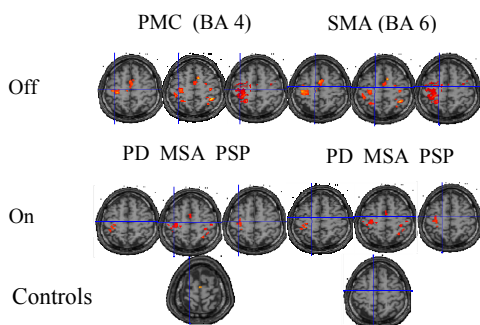 PMC (BA 4) SMA (BA 6)
Off
PD MSA PSP PD MSA PSP
On
Controls